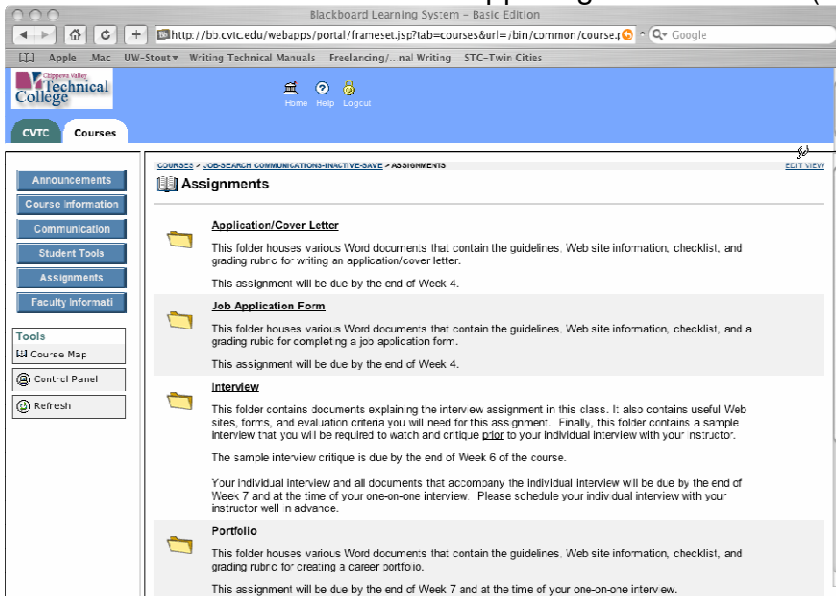 Blackboard Learning System – Basic Edition
http://bb.cvtc.edu/webapps/portal/frameset.jsp?tab=courses&url=/bin/common/course.p
Google
Apple .Mac UW-Stout Writing Technical Manuals Freelancing/...nal Writing STC-Twin Cities
Chippewa Valley
Technical
College
Home Help Logout
CVTC Courses
COURSES > JOB-SEARCH COMMUNICATIONS-INACTIVE-SAVE > ASSIGNMENTS
EDIT VIEW
Assignments
Announcements
Course Information
Communication
Student Tools
Assignments
Faculty Informati
Tools
Course Map
Control Panel
Refresh
Application/Cover Letter
This folder houses various Word documents that contain the guidelines, Web site information, checklist, and
grading rubric for writing an application/cover letter.
This assignment will be due by the end of Week 4.
Job Application Form
This folder houses various Word documents that contain the guidelines, Web site information, checklist, and a
grading rubic for completing a job application form.
This assignment will be due by the end of Week 4.
Interview
This folder contains documents explaining the interview assignment in this class. It also contains useful Web
sites, forms, and evaluation criteria you will need for this assignment. Finally, this folder contains a sample
interview that you will be required to watch and critique prior to your individual interview with your instructor.
The sample interview critique is due by the end of Week 6 of the course.
Your individual interview and all documents that accompany the individual interview will be due by the end of
Week 7 and at the time of your one-on-one interview. Please schedule your individual interview with your
instructor well in advance.
Portfolio
This folder houses various Word documents that contain the guidelines, Web site information, checklist, and
grading rubric for creating a career portfolio.
This assignment will be due by the end of Week 7 and at the time of your one-on-one interview.